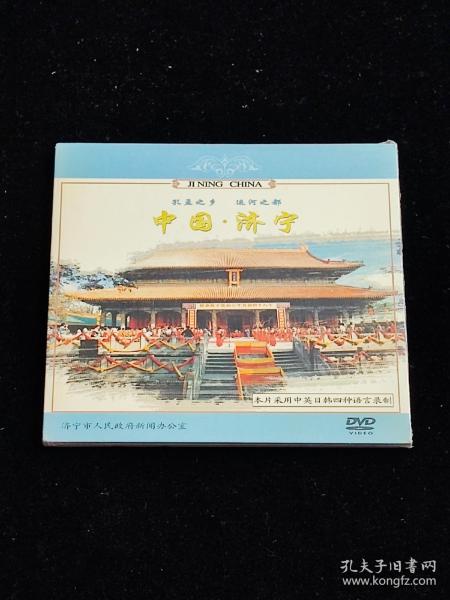 JINING CHINA
孔孟之乡 运河之都
中国·济宁
本片采用中英日韩四种语言录制
济宁市人民政府新闻办公室
DVD
VIDEO
孔夫子旧书网
www.kongfz.com